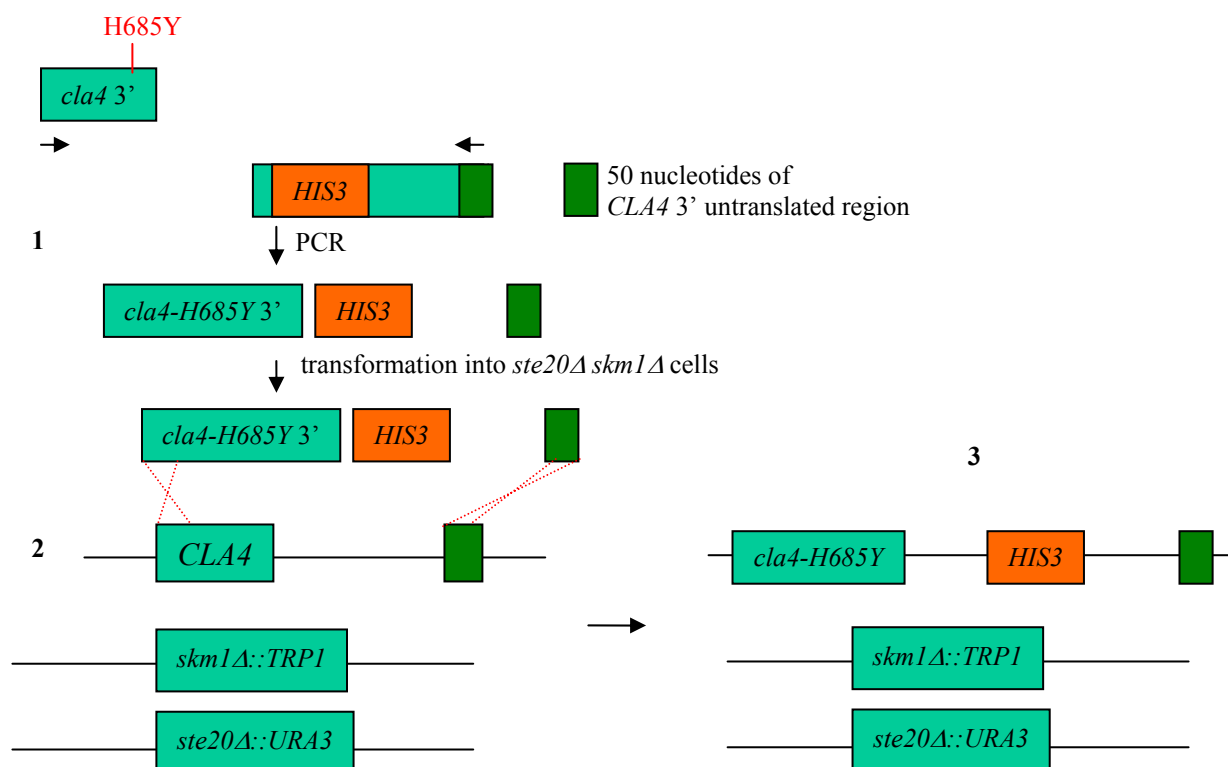 H685Y
cla4 3’
HIS3
50 nucleotides of
CLA4 3’ untranslated region
1
PCR
cla4-H685Y 3’
HIS3
transformation into ste20Δ skm1Δ cells
cla4-H685Y 3’
HIS3
3
2
CLA4
cla4-H685Y
HIS3
skm1Δ::TRP1
skm1Δ::TRP1
ste20Δ::URA3
ste20Δ::URA3